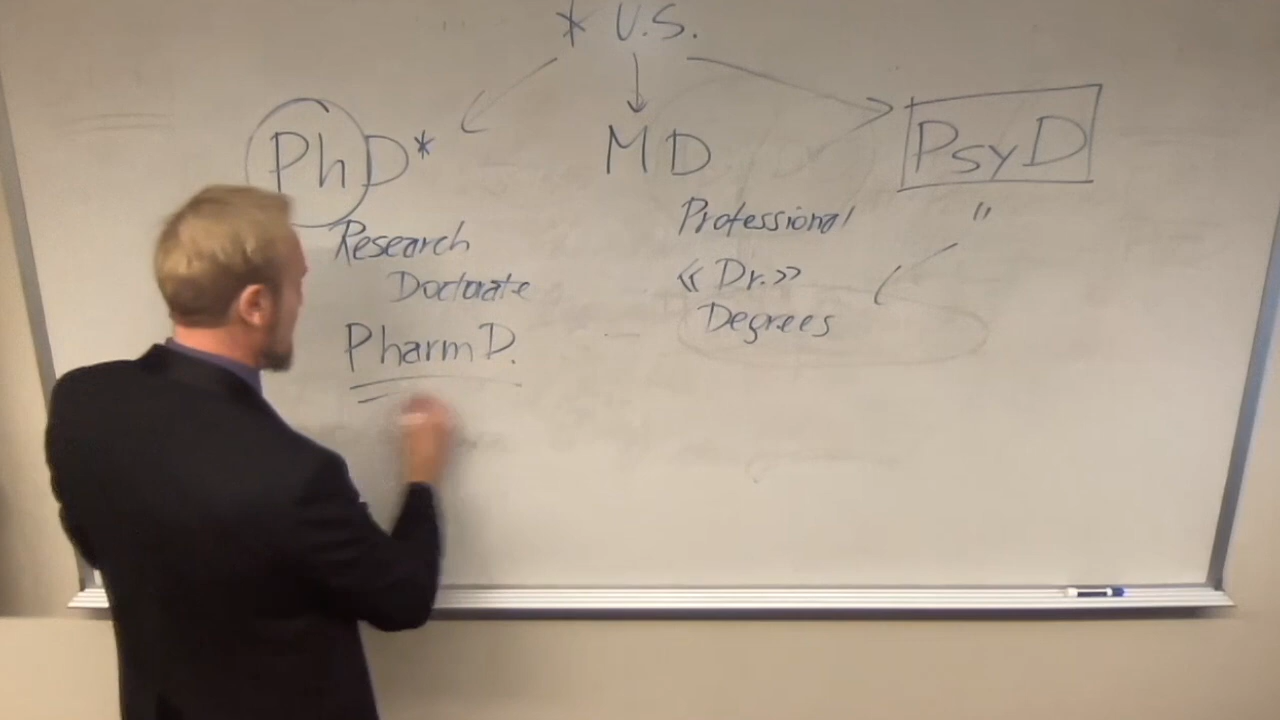 * U.S.
PhD* MD PsyD
Professional "
Research
« Dr.»
Doctorate
Degrees
PharmD.